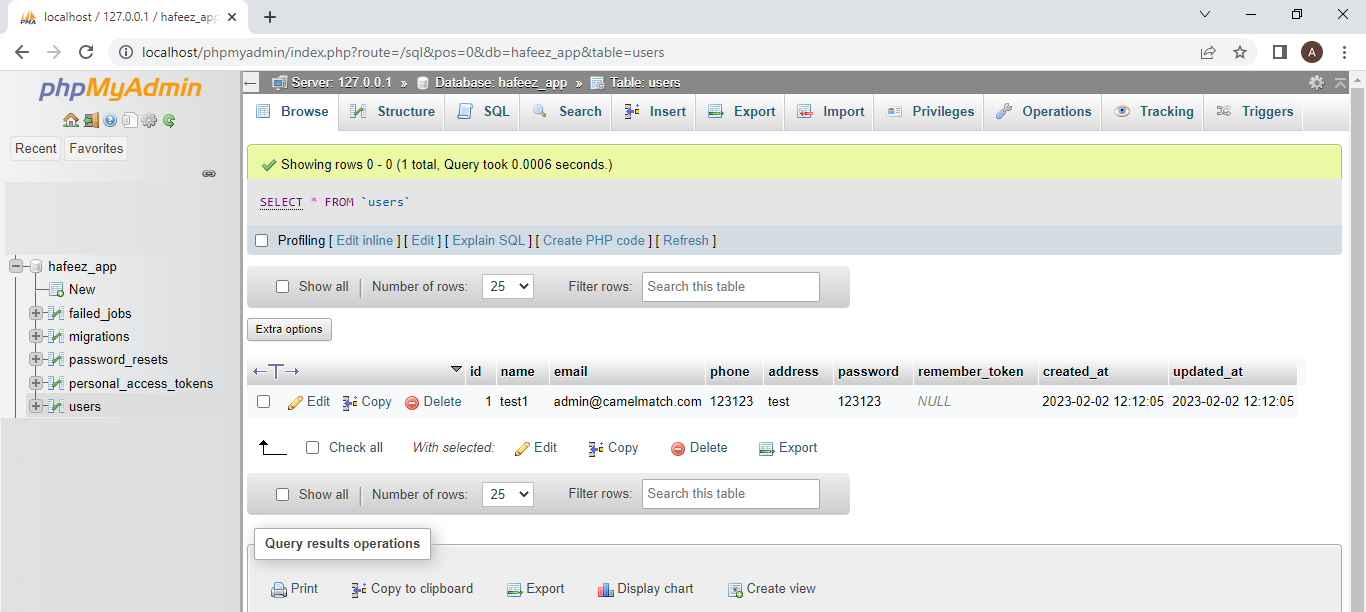 localhost / 127.0.0.1 / hafeez_app
localhost/phpmyadmin/index.php?route=/sql&pos=0&db=hafeez_app&table=users
A
phpMyAdmin
Recent Favorites
hafeez_app
New
failed_jobs
migrations
password_resets
personal_access_tokens
users
Server: 127.0.0.1 » Database: hafeez_app » Table: users
Browse Structure SQL Search Insert Export Import Privileges Operations Tracking Triggers
Showing rows 0 - 0 (1 total, Query took 0.0006 seconds.)
SELECT * FROM `users`
Profiling [ Edit inline ] [ Edit ] [ Explain SQL ] [ Create PHP code ] [ Refresh ]
Show all Number of rows: 25 Filter rows: Search this table
Extra options
id name email phone address password remember_token created_at updated_at
Edit Copy Delete 1 test1 admin@camelmatch.com 123123 test 123123 NULL 2023-02-02 12:12:05 2023-02-02 12:12:05
Check all With selected: Edit Copy Delete Export
Show all Number of rows: 25 Filter rows: Search this table
Query results operations
Print Copy to clipboard Export Display chart Create view